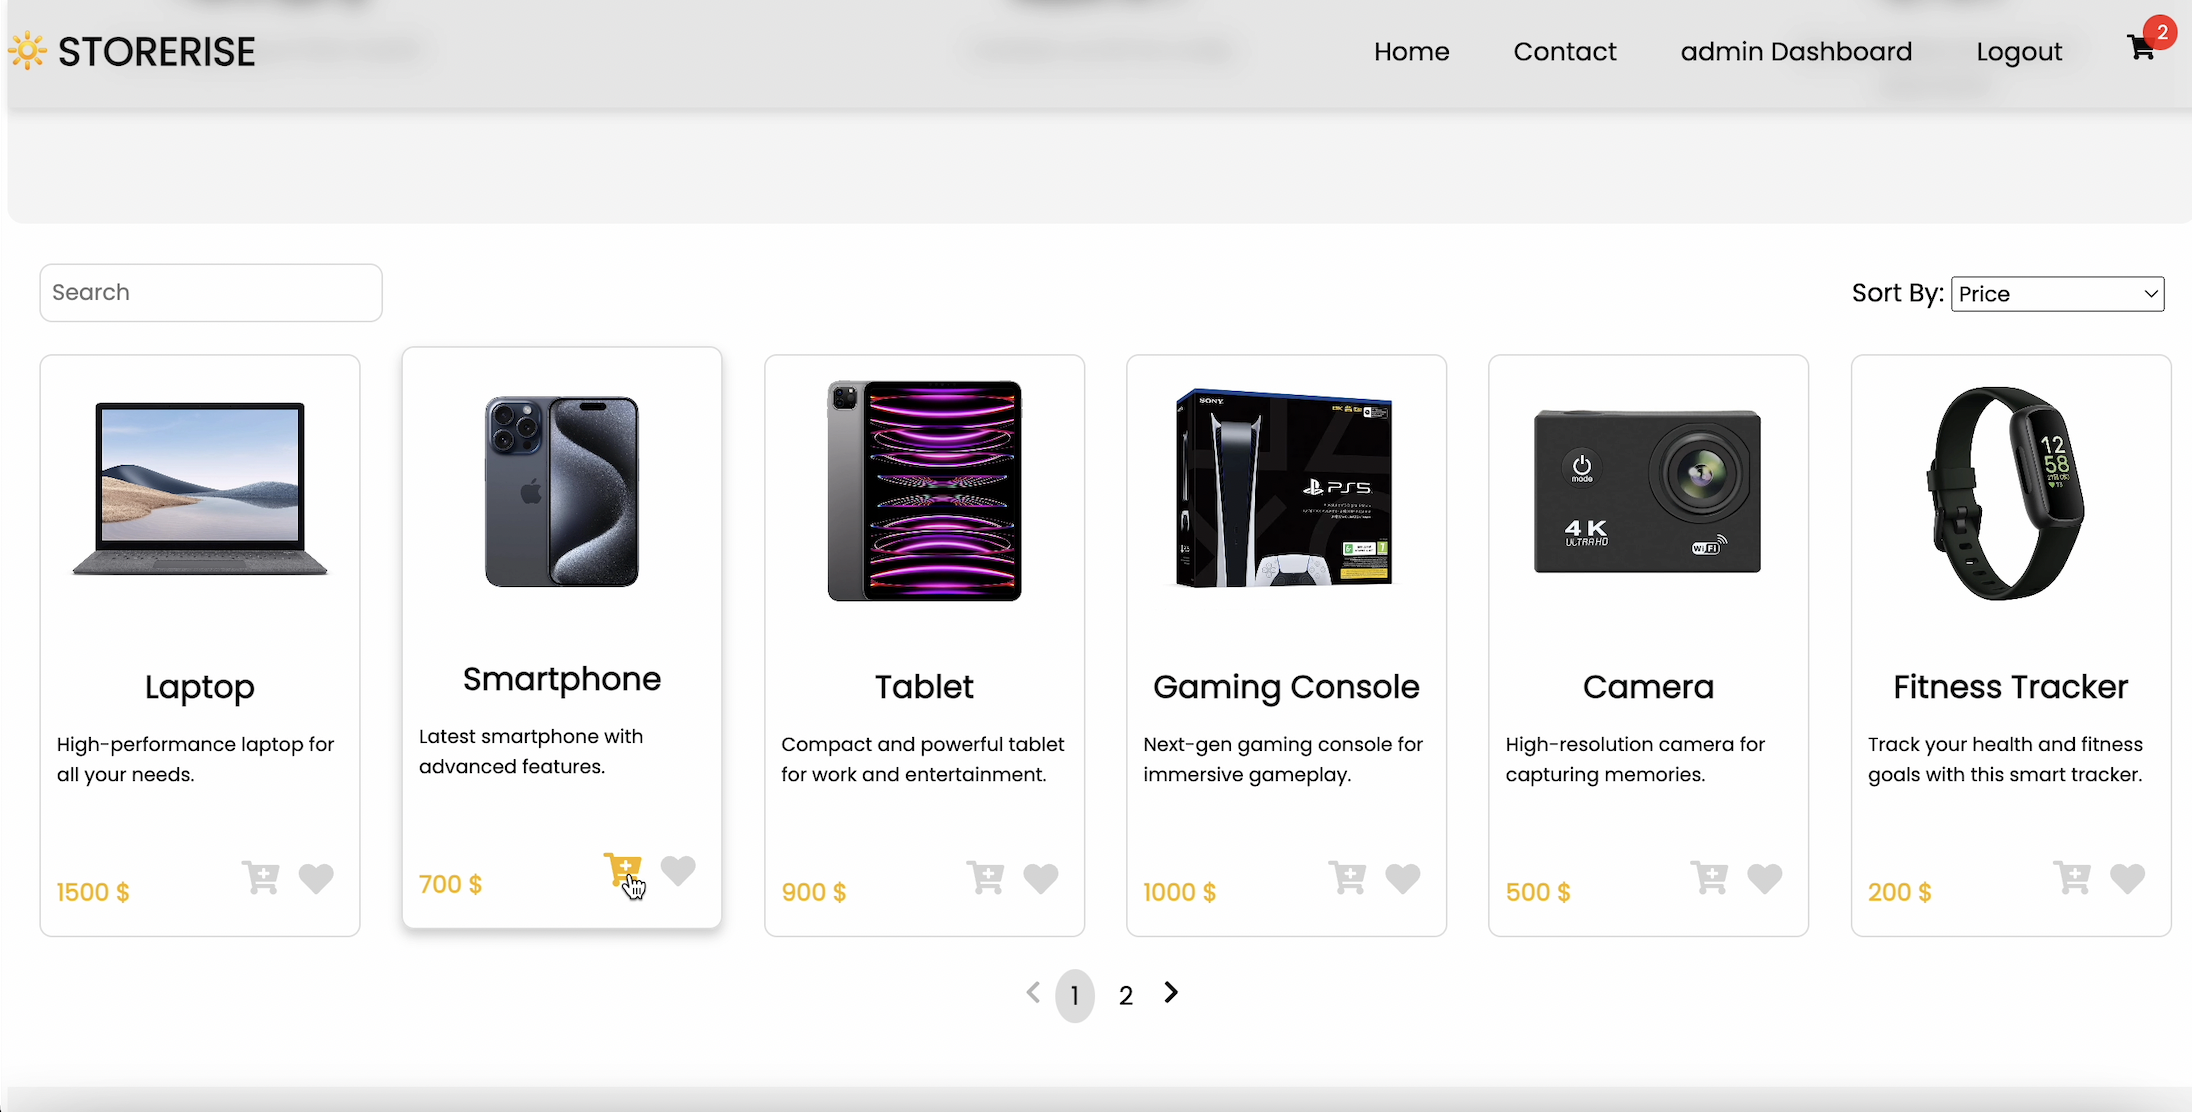 STORERISE
Home
Contact
admin Dashboard
Logout
2
Search
Sort By: Price
SONY
PS5
mode
4K
ULTRA HD
WiFi
12
58
Laptop
High-performance laptop for
all your needs.
1500 $
Smartphone
Latest smartphone with
advanced features.
700 $
Tablet
Compact and powerful tablet
for work and entertainment.
900 $
Gaming Console
Next-gen gaming console for
immersive gameplay.
1000 $
Camera
High-resolution camera for
capturing memories.
500 $
Fitness Tracker
Track your health and fitness
goals with this smart tracker.
200 $
1
2